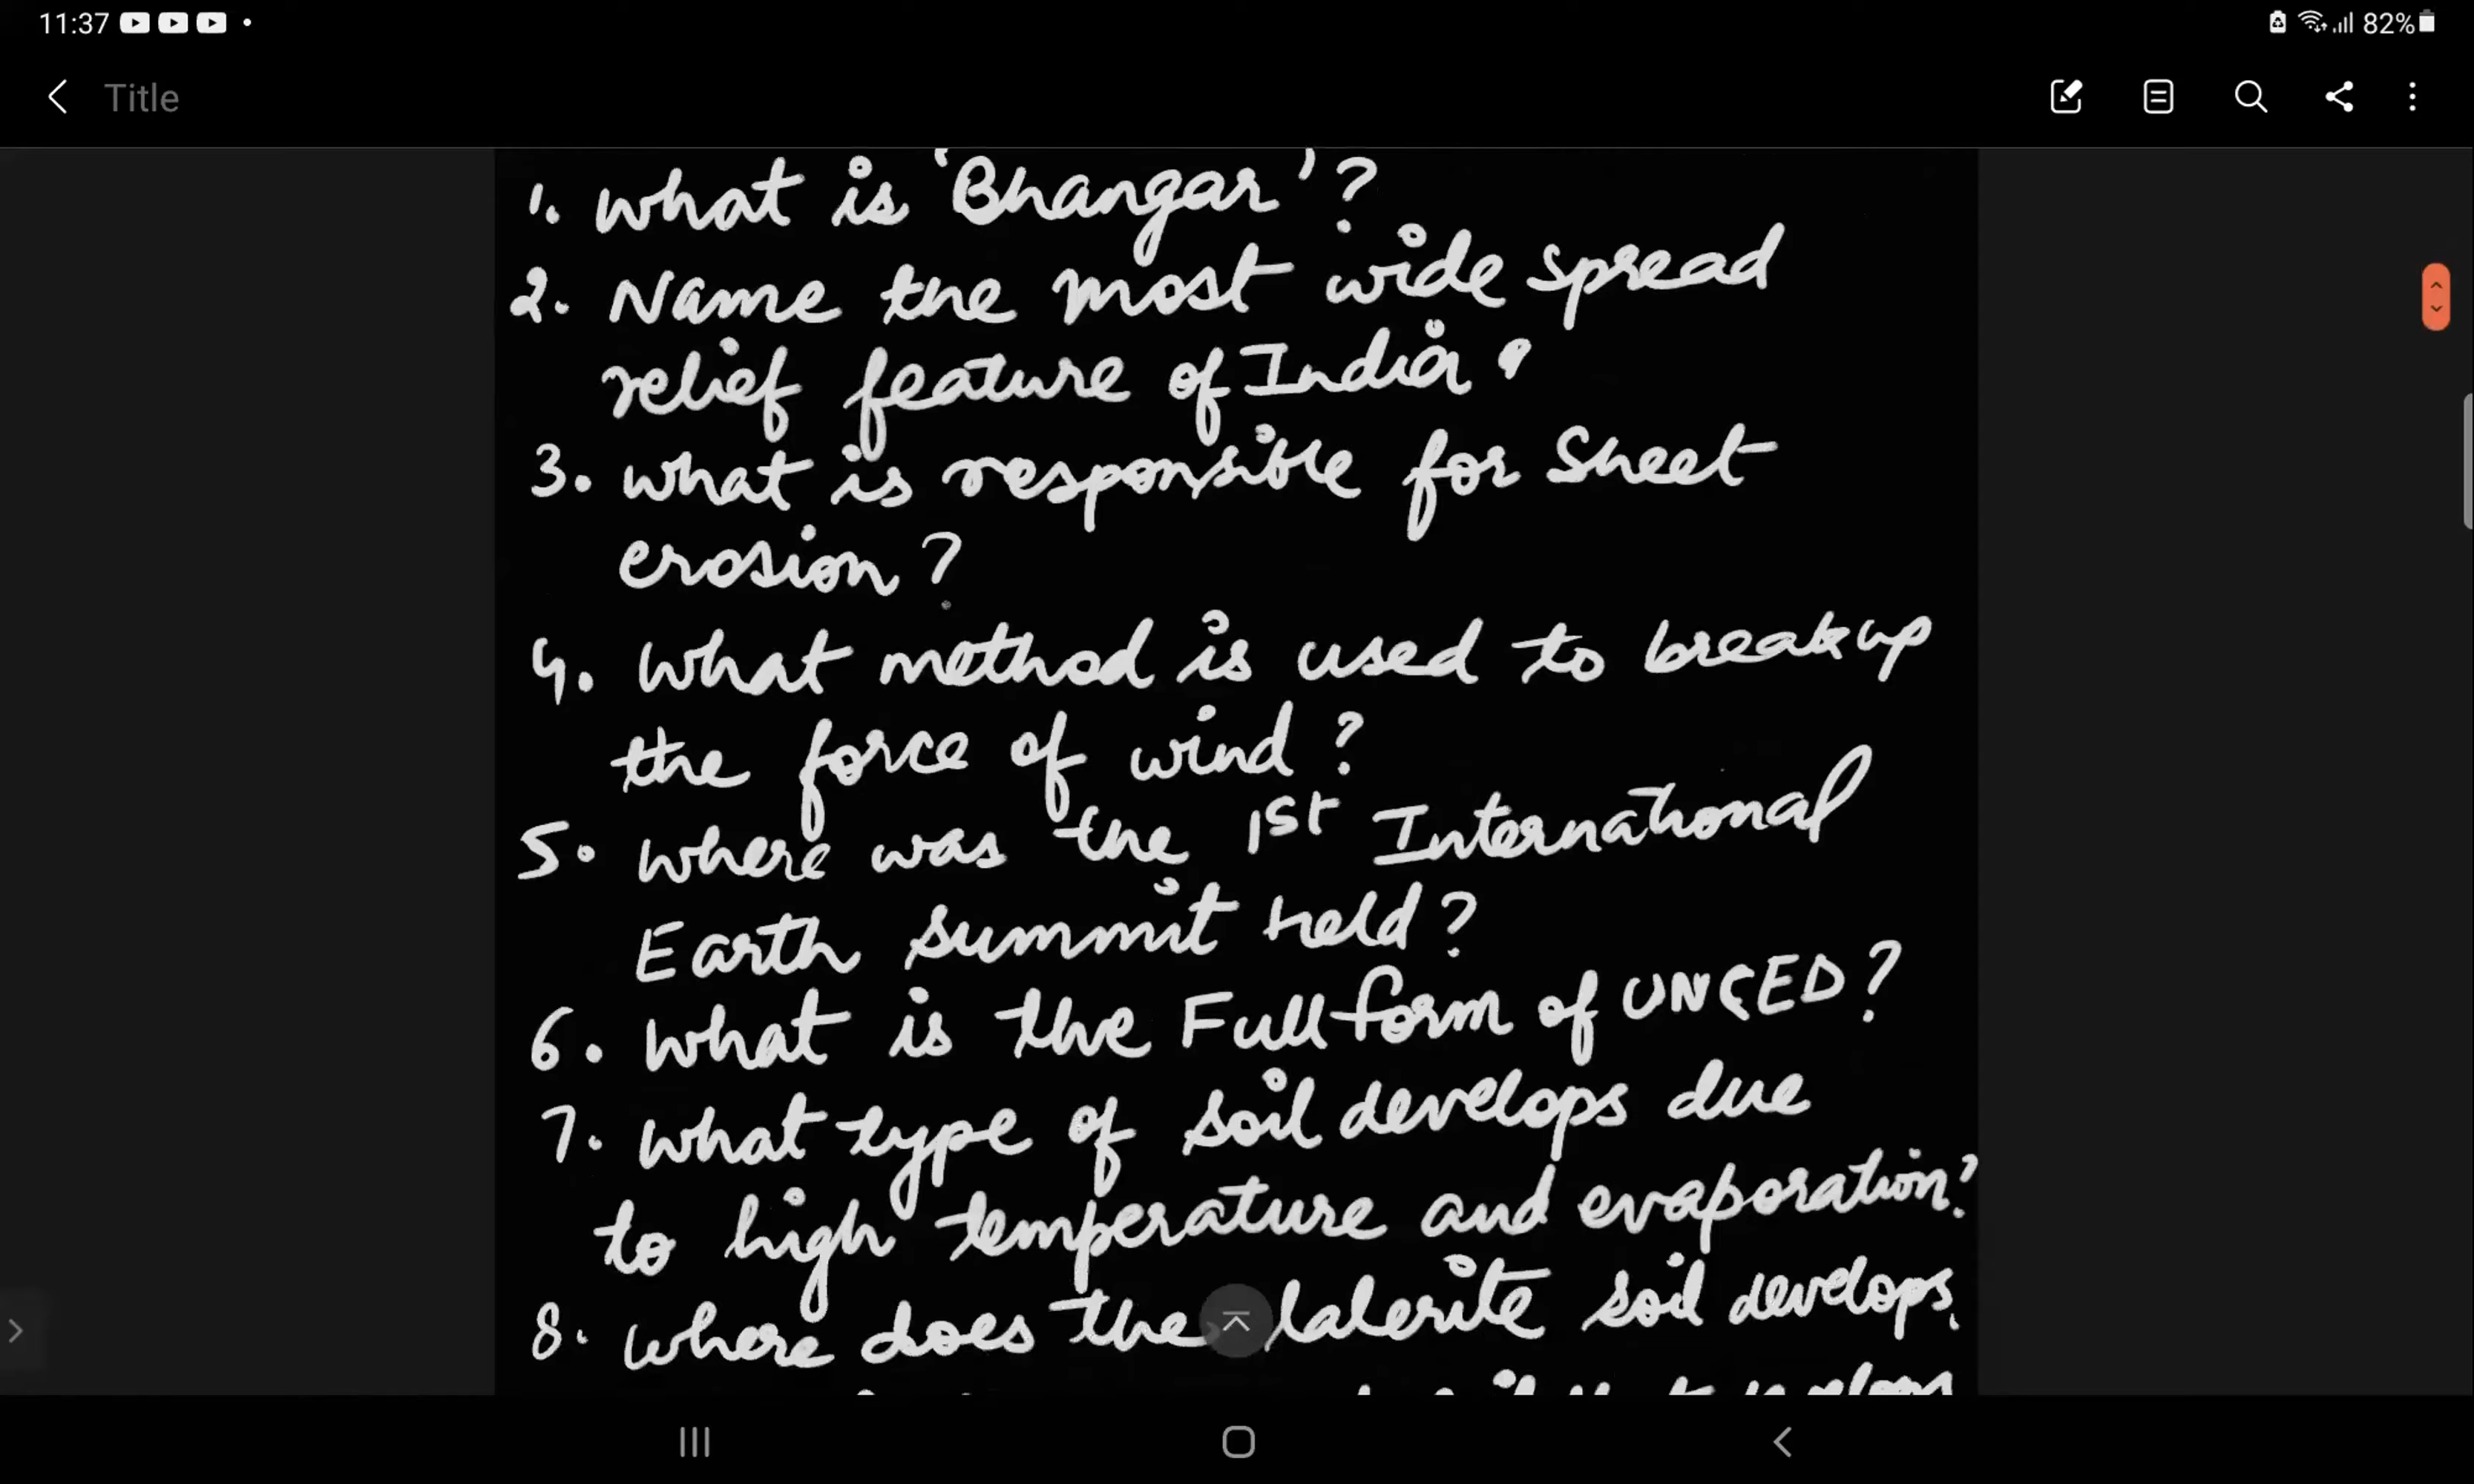 11:37
82%
Title
1. What is 'Bhangar'?
2. Name the most wide spread
relief feature of India?
3. What is responsible for Sheet
erosion?
4. What method is used to breakup
the force of wind?
5. Where was the 1st International
Earth summit held?
6. What is the Full form of UNCED?
7. What type of soil develops due
to high temperature and evaporation?
8. Where does the laterite soil develops.